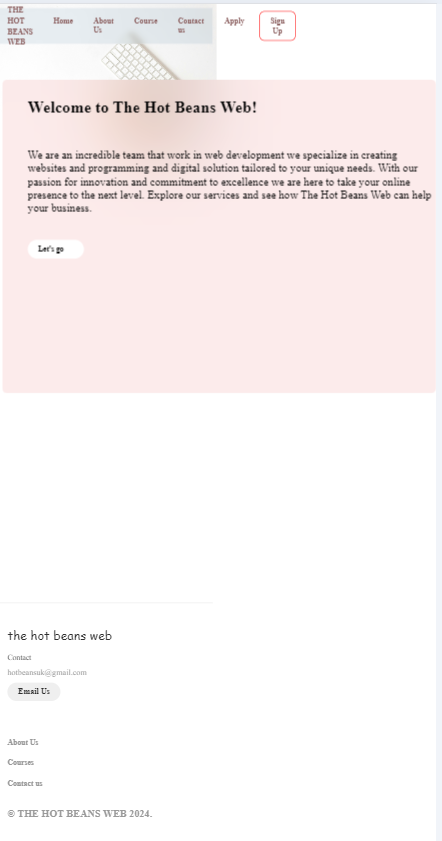 THE
HOT
BEANS
WEB
Home
About
Us
Course
Contact
us
Apply
Sign
Up
Welcome to The Hot Beans Web!
We are an incredible team that work in web development we specialize in creating
websites and programming and digital solution tailored to your unique needs. With our
passion for innovation and commitment to excellence we are here to take your online
presence to the next level. Explore our services and see how The Hot Beans Web can help
your business.
Let's go
the hot beans web
Contact
hotbeansuk@gmail.com
Email Us
About Us
Courses
Contact us
© THE HOT BEANS WEB 2024.